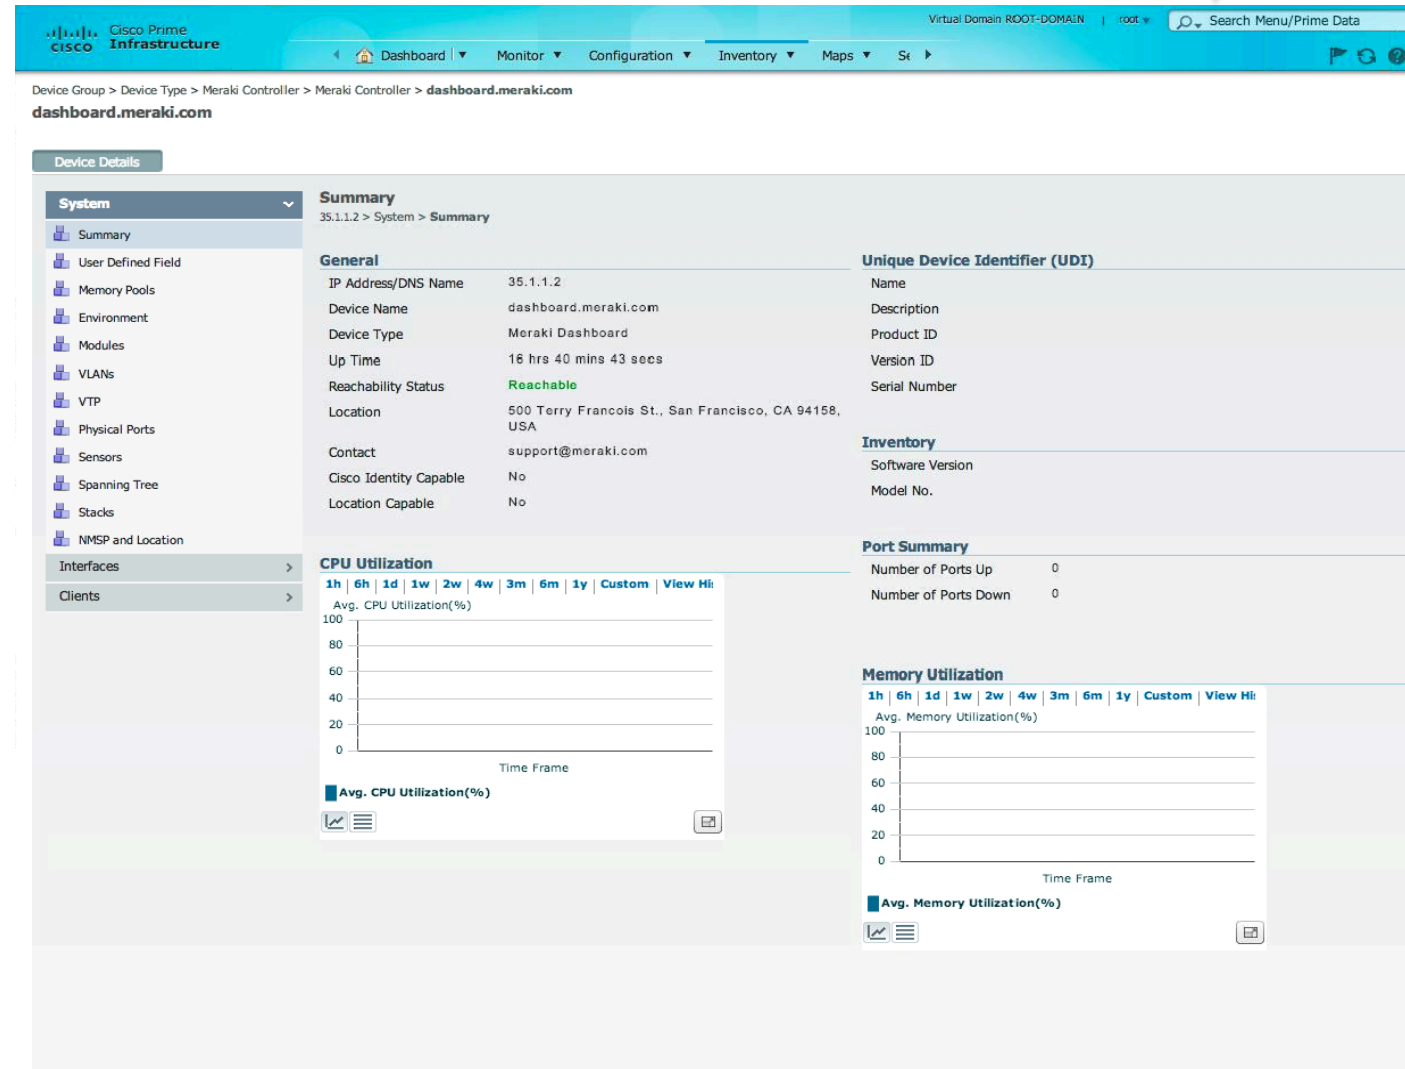 Virtual Domain ROOT-DOMAIN | root Search Menu/Prime Data
Cisco Prime
CISCO Infrastructure
Dashboard Monitor Configuration Inventory Maps Se
Device Group > Device Type > Meraki Controller > Meraki Controller > dashboard.meraki.com
dashboard.meraki.com
Device Details
System
Summary
User Defined Field
Memory Pools
Environment
Modules
VLANs
VTP
Physical Ports
Sensors
Spanning Tree
Stacks
NMSP and Location
Interfaces
Clients
Summary
35.1.1.2 > System > Summary
General
IP Address/DNS Name 35.1.1.2
Device Name dashboard.meraki.com
Device Type Meraki Dashboard
Up Time 16 hrs 40 mins 43 secs
Reachability Status Reachable
Location 500 Terry Francois St., San Francisco, CA 94158,
USA
Contact support@meraki.com
Cisco Identity Capable No
Location Capable No
CPU Utilization
1h | 6h | 1d | 1w | 2w | 4w | 3m | 6m | 1y | Custom | View Hi
Avg. CPU Utilization(%)
100
80
60
40
20
0
Time Frame
Avg. CPU Utilization(%)
Unique Device Identifier (UDI)
Name
Description
Product ID
Version ID
Serial Number
Inventory
Software Version
Model No.
Port Summary
Number of Ports Up 0
Number of Ports Down 0
Memory Utilization
1h | 6h | 1d | 1w | 2w | 4w | 3m | 6m | 1y | Custom | View Hi
Avg. Memory Utilization(%)
100
80
60
40
20
0
Time Frame
Avg. Memory Utilization(%)